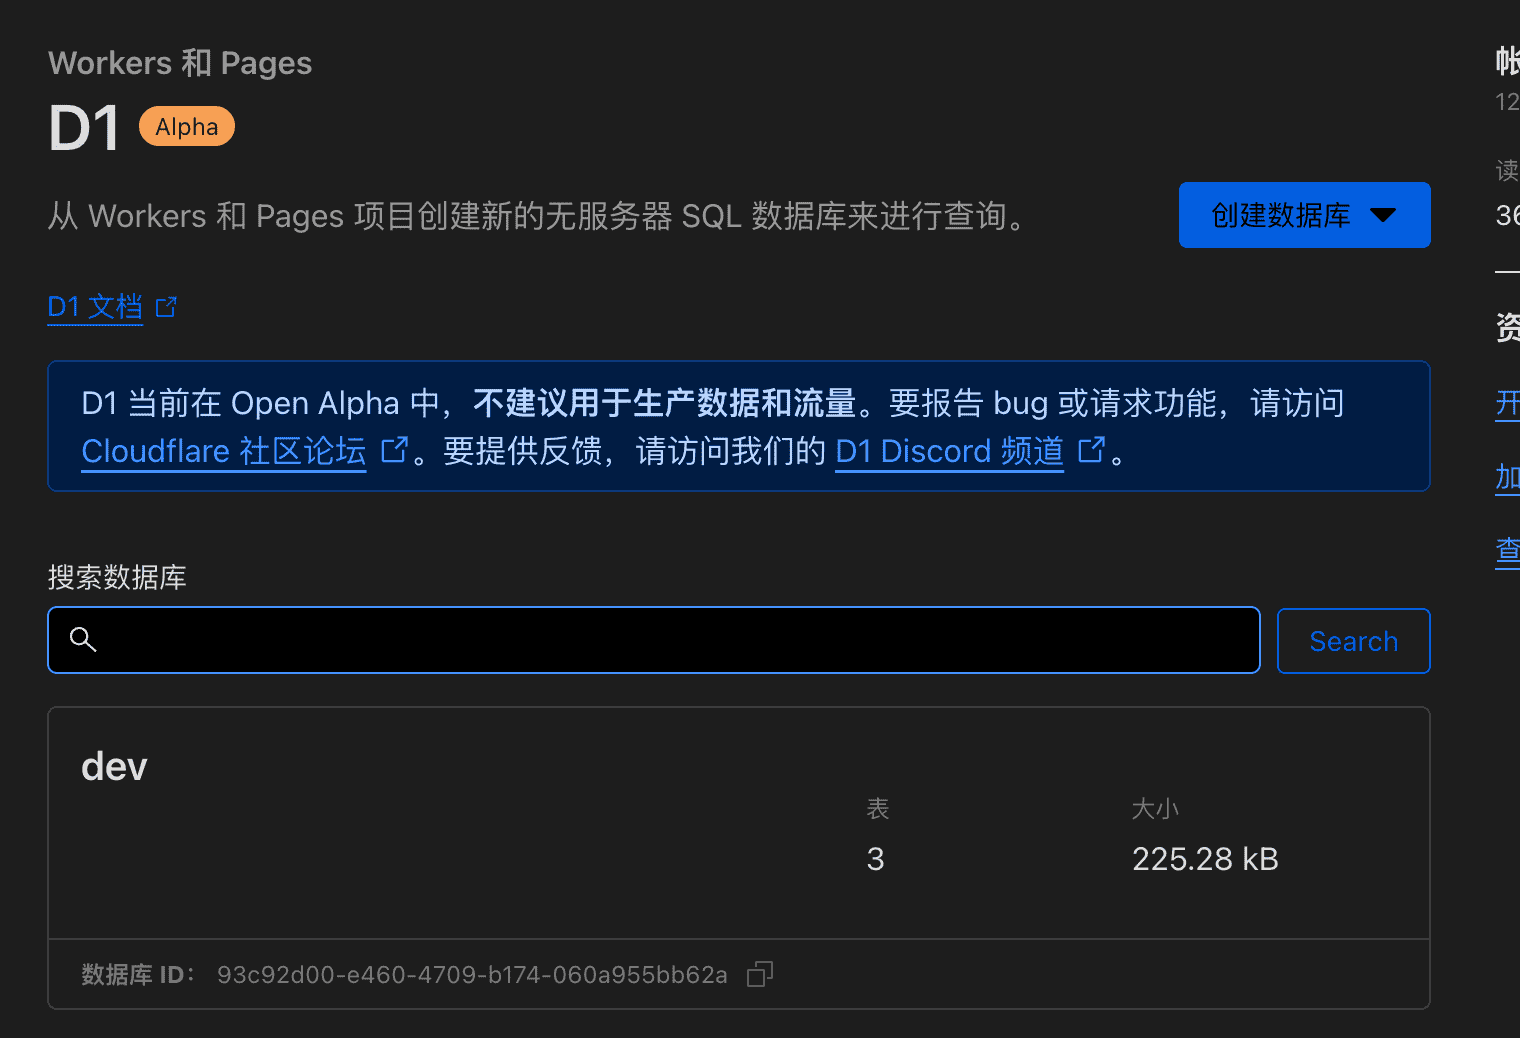 Workers 和 Pages
D1 Alpha
从 Workers 和 Pages 项目创建新的无服务器 SQL 数据库来进行查询。
创建数据库
D1 文档
D1 当前在 Open Alpha 中，不建议用于生产数据和流量。要报告 bug 或请求功能，请访问
Cloudflare 社区论坛。要提供反馈，请访问我们的 D1 Discord 频道。
搜索数据库
Search
dev
表
3
大小
225.28 kB
数据库 ID： 93c92d00-e460-4709-b174-060a955bb62a
帐
12
读
36
资
开
加
查